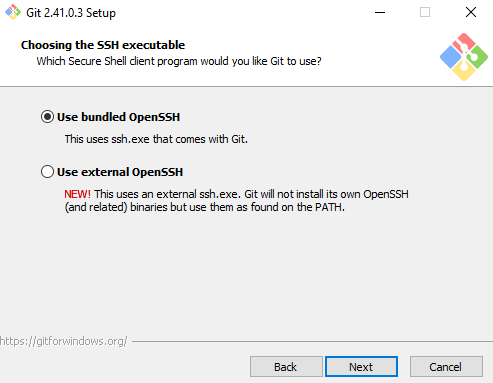 Git 2.41.0.3 Setup
Choosing the SSH executable
Which Secure Shell client program would you like Git to use?
Use bundled OpenSSH
This uses ssh.exe that comes with Git.
Use external OpenSSH
NEW! This uses an external ssh.exe. Git will not install its own OpenSSH
(and related) binaries but use them as found on the PATH.
https://gitforwindows.org/
Back Next Cancel